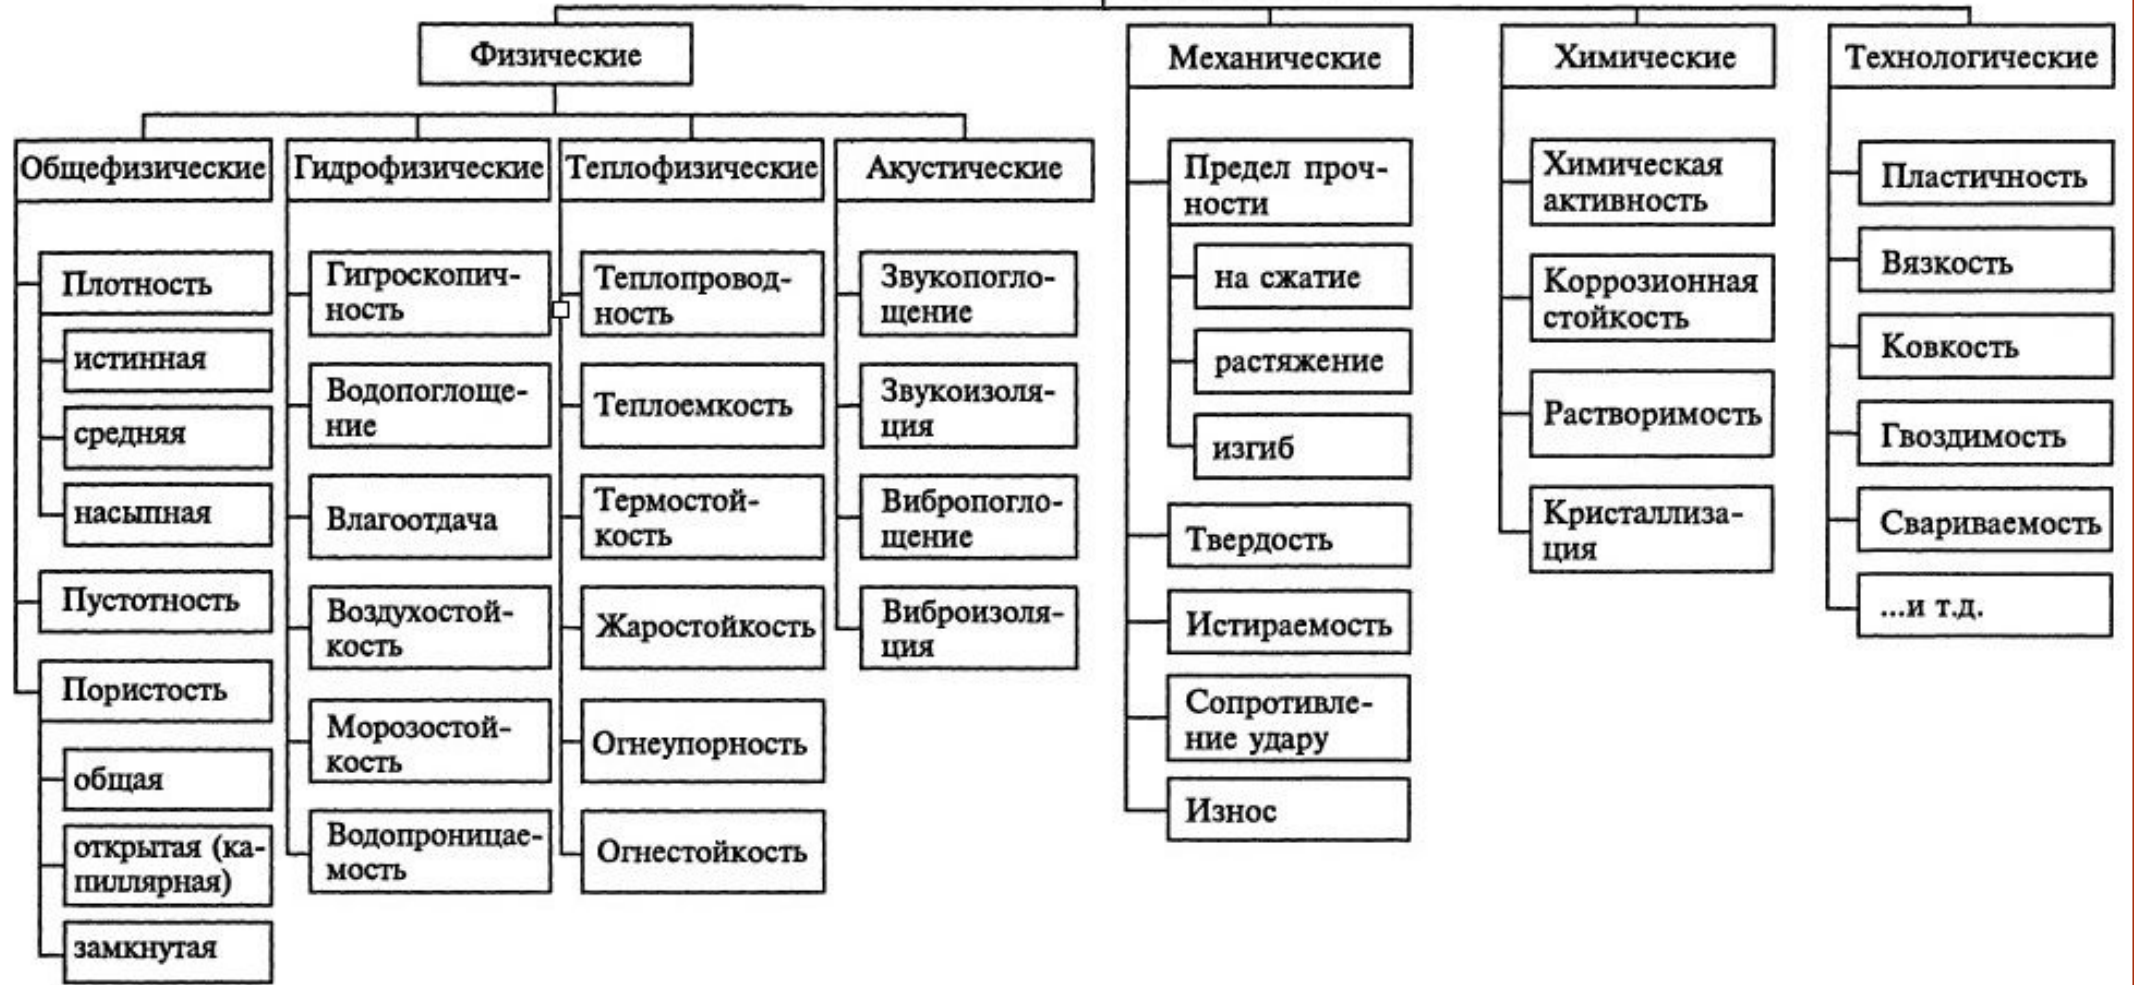 Физические
Механические
Химические
Технологические
Общефизические
Гидрофизические
Теплофизические
Акустические
Плотность
истинная
средняя
насыпная
Пустотность
Пористость
общая
открытая (ка-
пиллярная)
замкнутая
Гигроскопич-
ность
Водопоглоще-
ние
Влагоотдача
Воздухостой-
кость
Морозостой-
кость
Водопроницае-
мость
Теплопровод-
ность
Теплоемкость
Термостой-
кость
Жаростойкость
Огнеупорность
Огнестойкость
Звукопогло-
щение
Звукоизоля-
ция
Вибропогло-
щение
Виброизоля-
ция
Предел проч-
ности
на сжатие
растяжение
изгиб
Твердость
Истираемость
Сопротивле-
ние удару
Износ
Химическая
активность
Коррозионная
стойкость
Растворимость
Кристаллиза-
ция
Пластичность
Вязкость
Ковкость
Гвоздимость
Свариваемость
...и т.д.